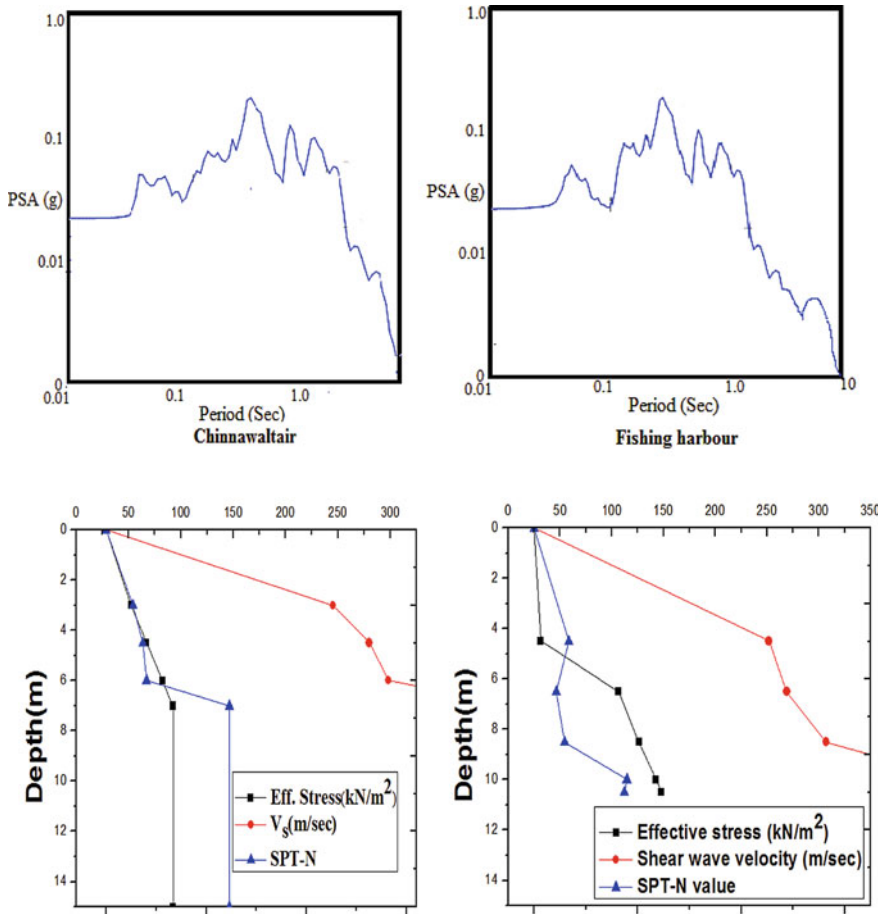 1.0
0.1
PSA (g)
0.01
0
0.01
0.1
1.0
Period (Sec)
Chinnawaltair
1.0
0.1
PSA (g)
0.01
0
0.01
0.1
1.0
10
Period (Sec)
Fishing harbour
0 50 100 150 200 250 300
0
2
4
6
8
10
12
14
Depth(m)
Eff. Stress(kN/m²)
Vs(m/sec)
SPT-N
0 50 100 150 200 250 300 350
0
2
4
6
8
10
12
14
Depth(m)
Effective stress (kN/m²)
Shear wave velocity (m/sec)
SPT-N value